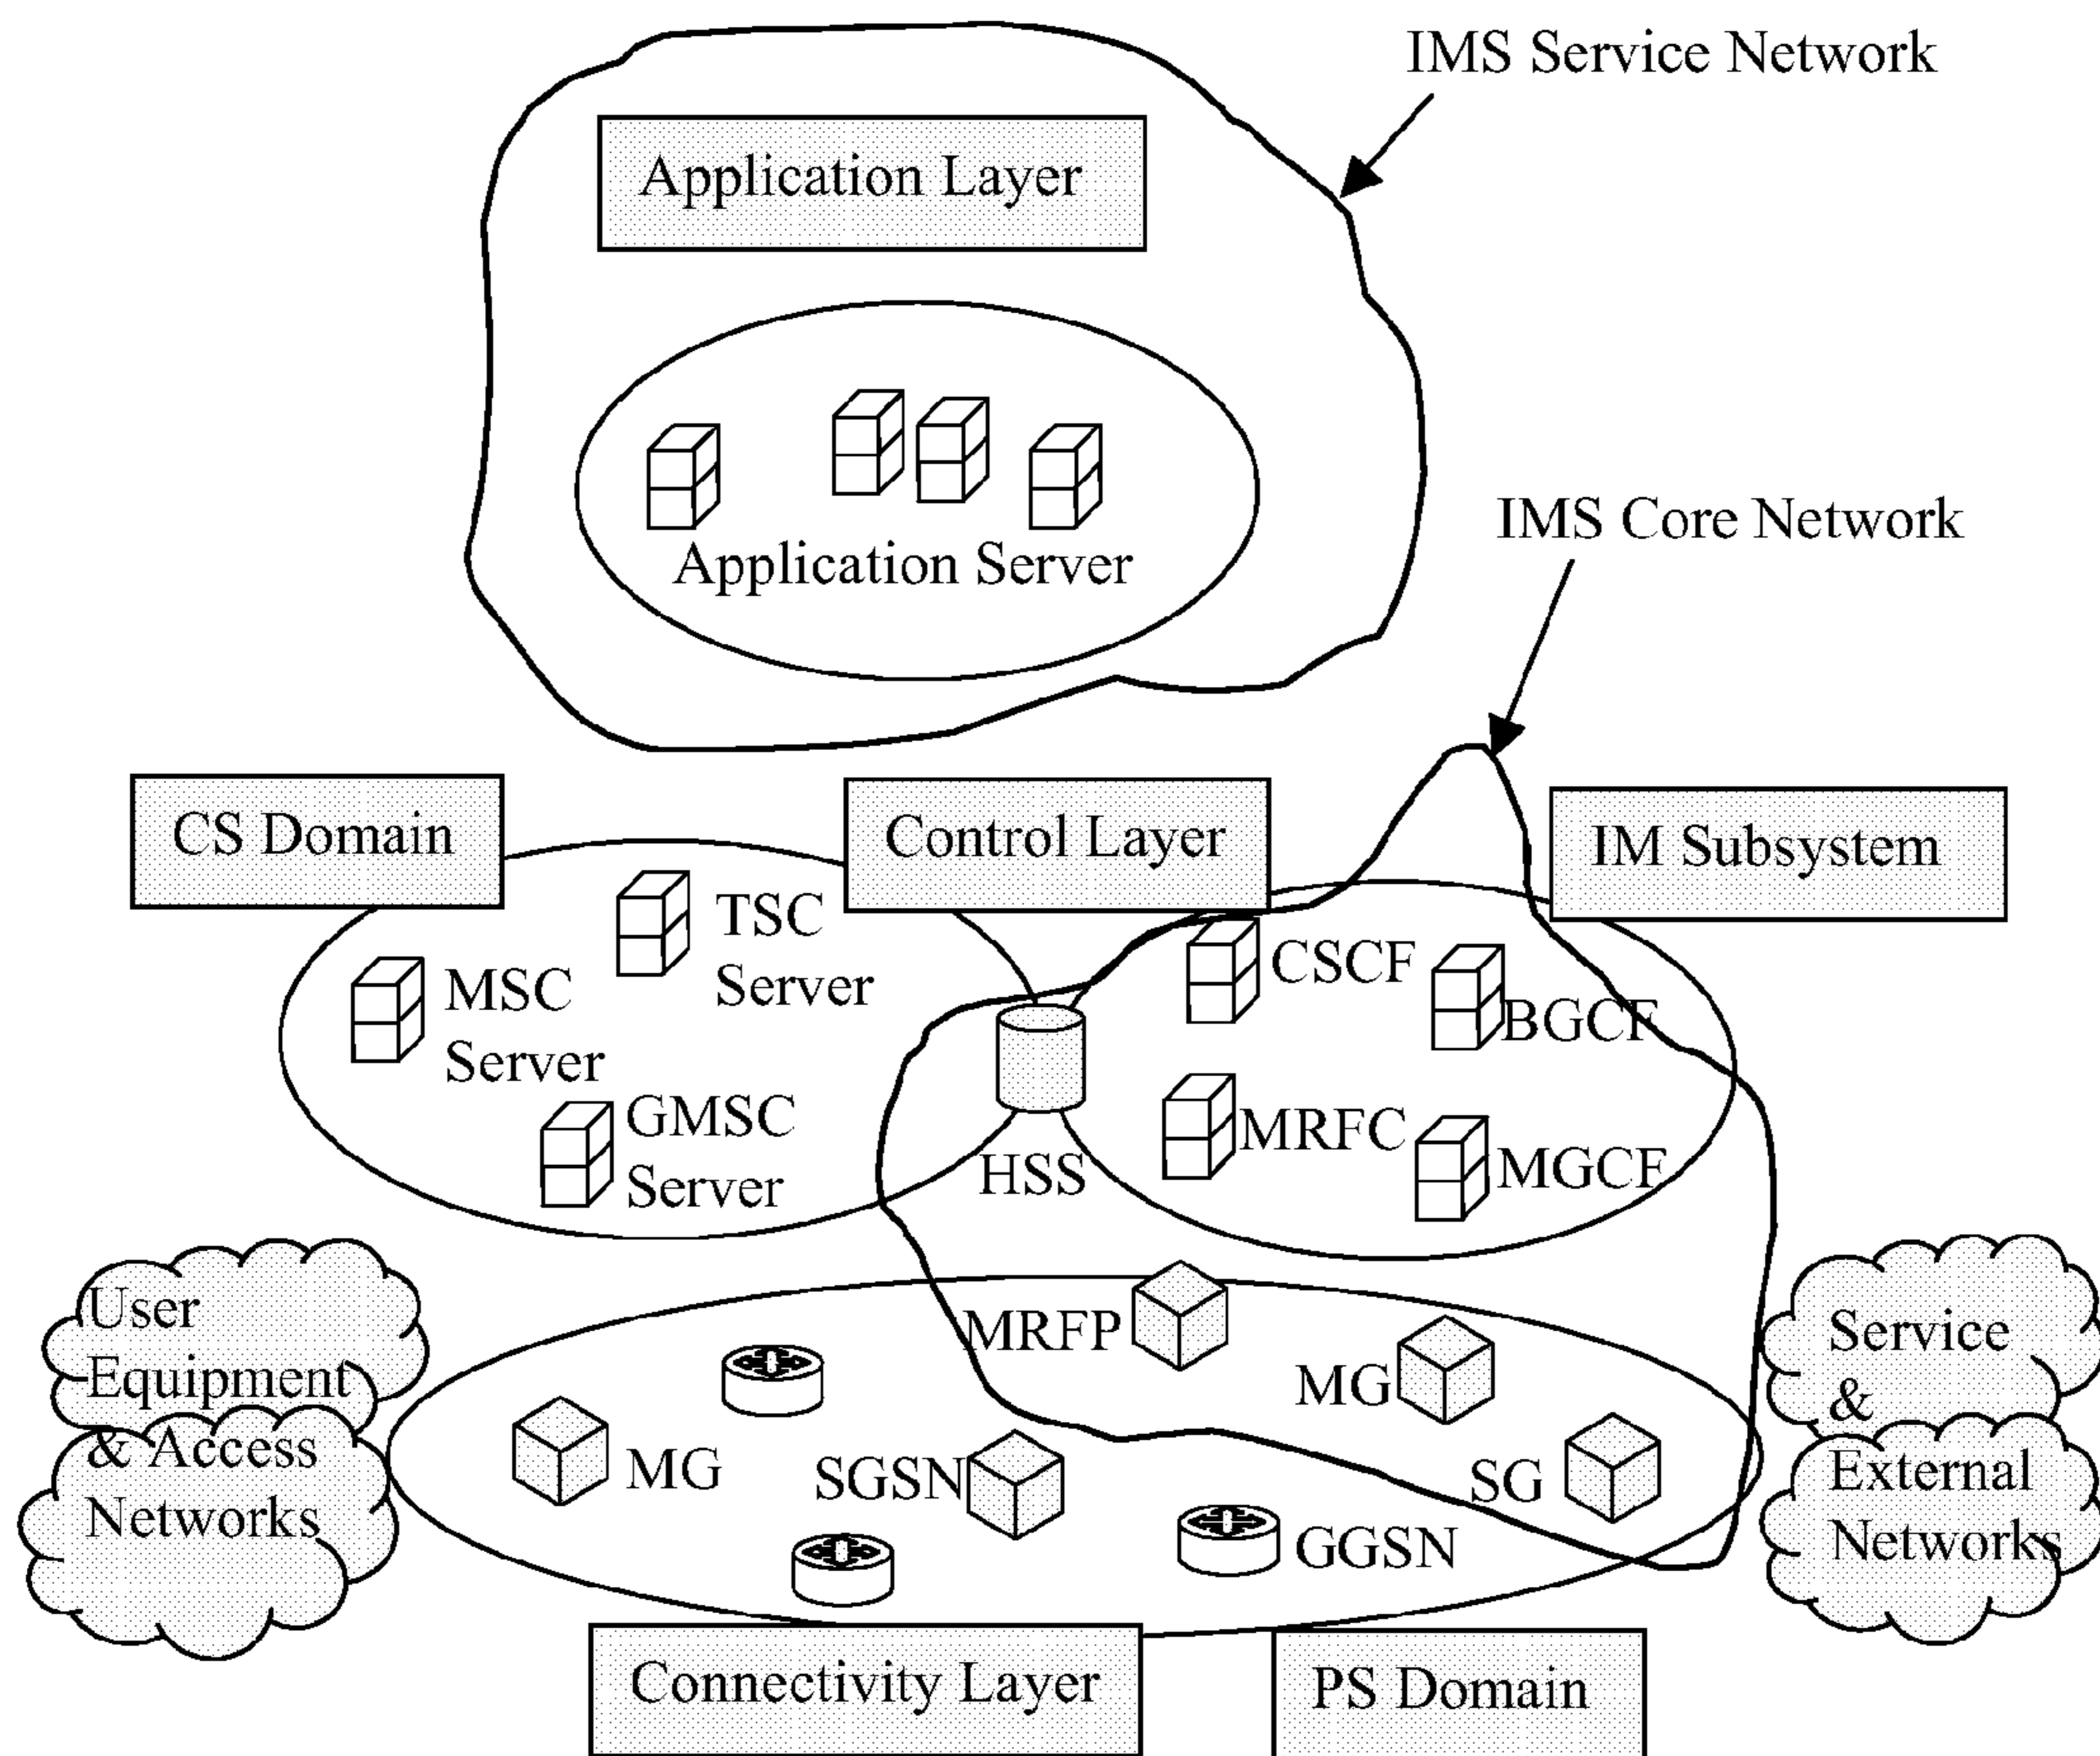 IMS Service Network
Application Layer
Application Server
IMS Core Network
CS Domain
Control Layer
IM Subsystem
TSC
Server
MSC
Server
GMSC
Server
HSS
CSCF
BGCF
MRFC
MGCF
User
Equipment
& Access
Networks
MRFP
MG
MG
SGSN
SG
GGSN
Service
&
External
Networks
Connectivity Layer
PS Domain